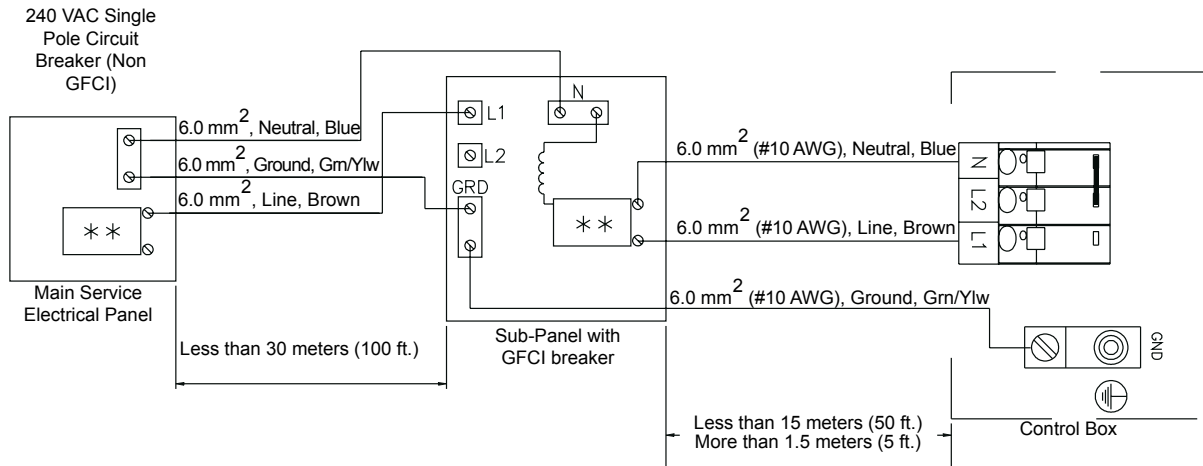 240 VAC Single
Pole Circuit
Breaker (Non
GFCI)
6.0 mm², Neutral, Blue
6.0 mm², Ground, Grn/Ylw
6.0 mm², Line, Brown
* *
Main Service
Electrical Panel
Less than 30 meters (100 ft.)
N
L1
L2
GRD
* *
Sub-Panel with
GFCI breaker
6.0 mm² (#10 AWG), Neutral, Blue
6.0 mm² (#10 AWG), Line, Brown
6.0 mm² (#10 AWG), Ground, Grn/Ylw
Less than 15 meters (50 ft.)
More than 1.5 meters (5 ft.)
N
L2
L1
GND
Control Box